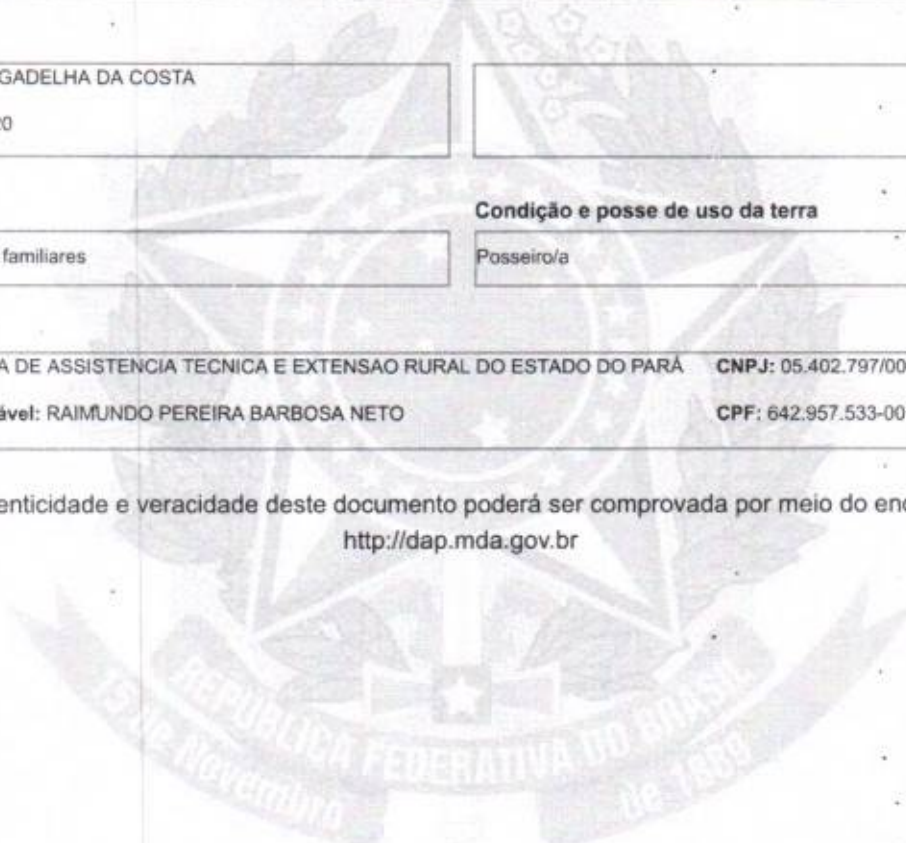 GADELHA DA COSTA
Condição e posse de uso da terra
familiares
Posseiro/a
A DE ASSISTENCIA TECNICA E EXTENSAO RURAL DO ESTADO DO PARÁ CNPJ: 05.402.797/00
ável: RAIMUNDO PEREIRA BARBOSA NETO CPF: 642.957.533-00
enticidade e veracidade deste documento poderá ser comprovada por meio do end
http://dap.mda.gov.br
REPÚBLICA FEDERATIVA DO BRASIL
15 de Novembro de 1889